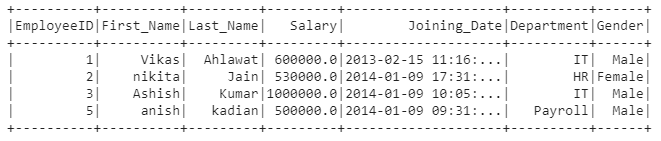 +----------+----------+---------+---------+--------------------+----------+------+
|EmployeeID|First_Name|Last_Name|   Salary|        Joining_Date|Department|Gender|
+----------+----------+---------+---------+--------------------+----------+------+
|         1|     Vikas|  Ahlawat| 600000.0|2013-02-15 11:16:...|        IT|  Male|
|         2|    nikita|     Jain| 530000.0|2014-01-09 17:31:...|        HR|Female|
|         3|    Ashish|    Kumar|1000000.0|2014-01-09 10:05:...|        IT|  Male|
|         5|     anish|   kadian| 500000.0|2014-01-09 09:31:...|   Payroll|  Male|
+----------+----------+---------+---------+--------------------+----------+------+